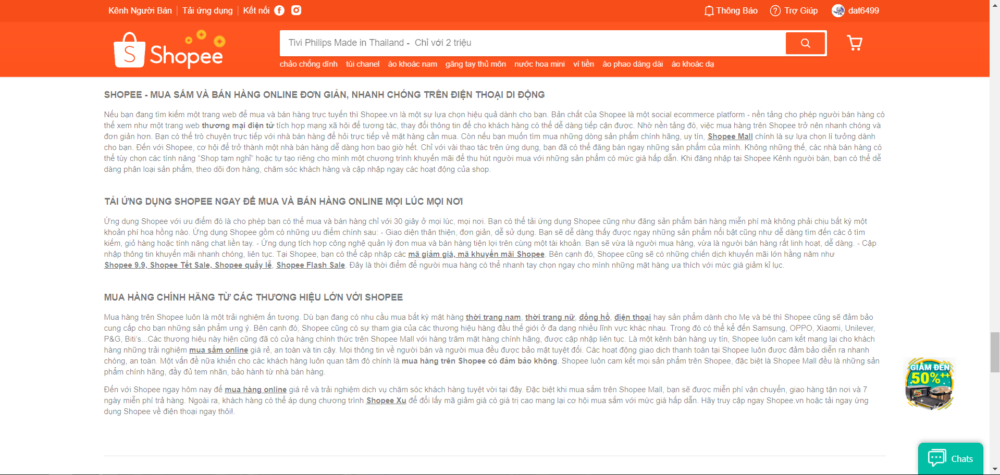 Kênh Người Bán | Tải ứng dụng | Kết nối
Thông Báo
Trợ Giúp
dat6499
Shopee
Tivi Philips Made in Thailand - Chỉ với 2 triệu
chảo chống dính túi chanel áo khoác nam găng tay thủ môn nước hoa mini ví tiền áo phao dáng dài áo khoác dạ
SHOPEE - MUA SẮM VÀ BÁN HÀNG ONLINE ĐƠN GIẢN, NHANH CHÓNG TRÊN ĐIỆN THOẠI DI ĐỘNG
Nếu bạn đang tìm kiếm một trang web để mua và bán hàng trực tuyến thì Shopee.vn là một sự lựa chọn hiệu quả dành cho bạn. Bản chất của Shopee là một social ecommerce platform - nền tảng cho phép người bán hàng có
thể xem như một trang web thương mại điện tử tích hợp mạng xã hội để tương tác, thay đổi thông tin để cho khách hàng có thể dễ dàng tiếp cận được. Nhờ nền tảng đó, việc mua hàng trên Shopee trở nên nhanh chóng và
đơn giản hơn. Bạn có thể trò chuyện trực tiếp với nhà bán hàng để hỏi trực tiếp về mặt hàng cần mua. Còn nếu bạn muốn tìm mua những dòng sản phẩm chính hãng, uy tín, Shopee Mall chính là sự lựa chọn lí tưởng dành
cho bạn. Đến với Shopee, cơ hội để trở thành một nhà bán hàng dễ dàng hơn bao giờ hết. Chỉ với vài thao tác trên ứng dụng, bạn đã có thể đăng bán ngay những sản phẩm của mình. Không những thế, các nhà bán hàng có
thể tùy chọn các tính năng “Shop tạm nghỉ” hoặc tự tạo riêng cho mình một chương trình khuyến mãi để thu hút người mua với những sản phẩm có mức giá hấp dẫn. Khi đăng nhập tại Shopee Kênh người bán, bạn có thể dễ
dàng phân loại sản phẩm, theo dõi đơn hàng, chăm sóc khách hàng và cập nhập ngay các hoạt động của shop.
TẢI ỨNG DỤNG SHOPEE NGAY ĐỂ MUA VÀ BÁN HÀNG ONLINE MỌI LÚC MỌI NƠI
Ứng dụng Shopee với ưu điểm đó là cho phép bạn có thể mua và bán hàng chỉ với 30 giây ở mọi lúc, mọi nơi. Bạn có thể tải ứng dụng Shopee cũng như đăng sản phẩm bán hàng miễn phí mà không phải chịu bất kỳ một
khoản phí hoa hồng nào. Ứng dụng Shopee gồm có những ưu điểm chính sau: - Giao diện thân thiện, đơn giản, dễ sử dụng. Bạn sẽ dễ dàng thấy được ngay những sản phẩm nổi bật cũng như dễ dàng tìm đến các ô tìm
kiếm, giỏ hàng hoặc tính năng chat liền tay. - Ứng dụng tích hợp công nghệ quản lý đơn mua và bán hàng tiện lợi trên cùng một tài khoản. Bạn sẽ vừa là người mua hàng, vừa là người bán hàng rất linh hoạt, dễ dàng. - Cập
nhập thông tin khuyến mãi nhanh chóng, liên tục. Tại Shopee, bạn có thể cập nhập các mã giảm giá, mã khuyến mãi Shopee. Bên cạnh đó, Shopee cũng sẽ có những chiến dịch khuyến mãi lớn hằng năm như
Shopee 9.9, Shopee Tết Sale, Shopee quẩy lễ, Shopee Flash Sale. Đây là thời điểm để người mua hàng có thể nhanh tay chọn ngay cho mình những mặt hàng ưa thích với mức giá giảm kỉ lục.
MUA HÀNG CHÍNH HÃNG TỪ CÁC THƯƠNG HIỆU LỚN VỚI SHOPEE
Mua hàng trên Shopee luôn là một trải nghiệm ấn tượng. Dù bạn đang có nhu cầu mua bất kỳ mặt hàng thời trang nam, thời trang nữ, đồng hồ, điện thoại hay sản phẩm dành cho Mẹ và bé thì Shopee cũng sẽ đảm bảo
cung cấp cho bạn những sản phẩm ưng ý. Bên cạnh đó, Shopee cũng có sự tham gia của các thương hiệu hàng đầu thế giới ở đa dạng nhiều lĩnh vực khác nhau. Trong đó có thể kể đến Samsung, OPPO, Xiaomi, Unilever,
P&G, Biti’s...Các thương hiệu này hiện cũng đã có cửa hàng chính thức trên Shopee Mall với hàng trăm mặt hàng chính hãng, được cập nhập liên tục. Là một kênh bán hàng uy tín, Shopee luôn cam kết mang lại cho khách
hàng những trải nghiệm mua sắm online giá rẻ, an toàn và tin cậy. Mọi thông tin về người bán và người mua đều được bảo mật tuyệt đối. Các hoạt động giao dịch thanh toán tại Shopee luôn được đảm bảo diễn ra nhanh
chóng, an toàn. Một vấn đề nữa khiến cho các khách hàng luôn quan tâm đó chính là mua hàng trên Shopee có đảm bảo không. Shopee luôn cam kết mọi sản phẩm trên Shopee, đặc biệt là Shopee Mall đều là những sản
phẩm chính hãng, đầy đủ tem nhãn, bảo hành từ nhà bán hàng.
Đến với Shopee ngay hôm nay để mua hàng online giá rẻ và trải nghiệm dịch vụ chăm sóc khách hàng tuyệt vời tại đây. Đặc biệt khi mua sắm trên Shopee Mall, bạn sẽ được miễn phí vận chuyển, giao hàng tận nơi và 7
ngày miễn phí trả hàng. Ngoài ra, khách hàng có thể áp dụng chương trình Shopee Xu để đổi lấy mã giảm giá có giá trị cao mang lại cơ hội mua sắm với mức giá hấp dẫn. Hãy truy cập ngay Shopee.vn hoặc tải ngay ứng
dụng Shopee về điện thoại ngay thôi!.
GIẢM ĐẾN
50%++
Chats